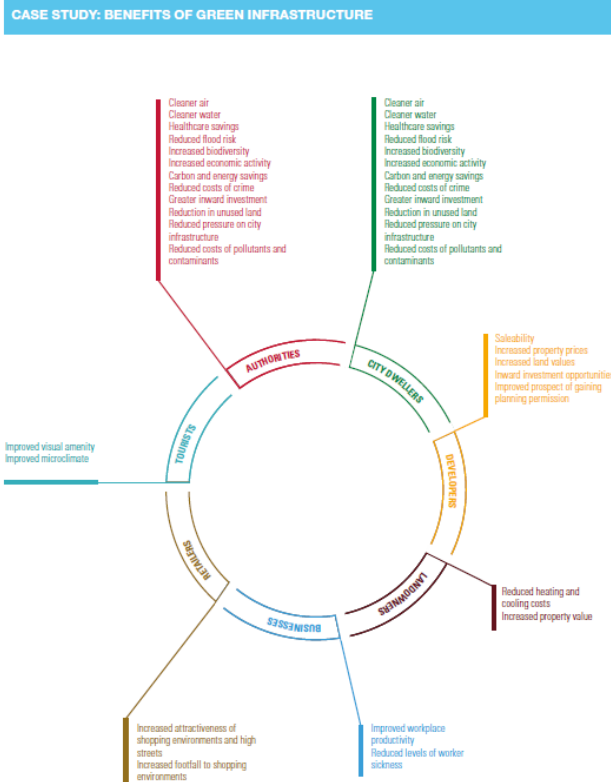 CASE STUDY: BENEFITS OF GREEN INFRASTRUCTURE
Cleaner air
Cleaner water
Healthcare savings
Reduced flood risk
Increased biodiversity
Increased economic activity
Carbon and energy savings
Reduced costs of crime
Greater inward investment
Reduction in unused land
Reduced pressure on city
infrastructure
Reduced costs of pollutants and
contaminants
Cleaner air
Cleaner water
Healthcare savings
Reduced flood risk
Increased biodiversity
Increased economic activity
Carbon and energy savings
Reduced costs of crime
Greater inward investment
Reduction in unused land
Reduced pressure on city
infrastructure
Reduced costs of pollutants and
contaminants
Saleability
Increased property prices
Increased land values
Inward investment opportunitie
Improved prospect of gaining
planning permission
AUTHORITIES
CITY DWELLERS
TOURISTS
DEVELOPERS
Improved visual amenity
Improved microclimate
RETAILERS
LANDOWNERS
BUSINESSES
Reduced heating and
cooling costs
Increased property value
Increased attractiveness of
shopping environments and high
streets
Increased footfall to shopping
environments
Improved workplace
productivity
Reduced levels of worker
sickness